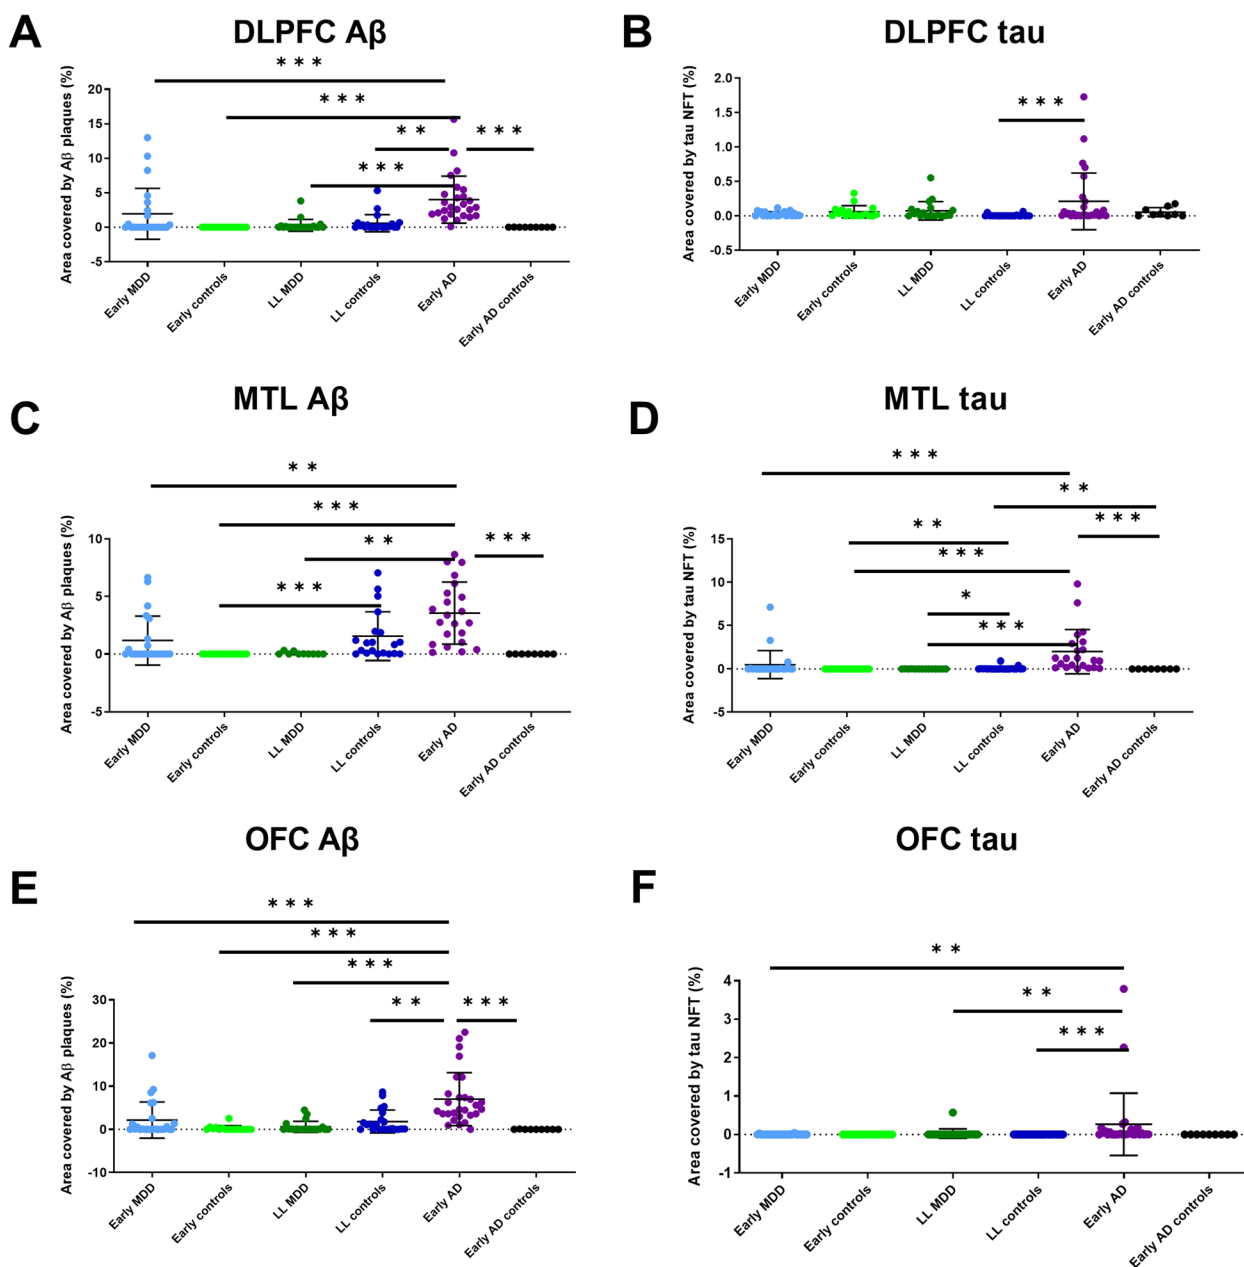 A
DLPFC Aβ
Area covered by Aβ plaques (%)
* * *
* * *
* *
* * *
* * *
20
15
10
5
0
-5
Early MDD
Early controls
LL MDD
LL controls
Early AD
Early AD controls
B
DLPFC tau
Area covered by tau NFT (%)
* * *
2.0
1.5
1.0
0.5
0.0
-0.5
Early MDD
Early controls
LL MDD
LL controls
Early AD
Early AD controls
C
MTL Aβ
Area covered by Aβ plaques (%)
* *
* * *
* *
* * *
* * *
10
5
0
-5
Early MDD
Early controls
LL MDD
LL controls
Early AD
Early AD controls
D
MTL tau
Area covered by tau NFT (%)
* * *
* *
* *
* * *
* * *
*
* * *
15
10
5
0
-5
Early MDD
Early controls
LL MDD
LL controls
Early AD
Early AD controls
E
OFC Aβ
Area covered by Aβ plaques (%)
* * *
* * *
* * *
* *
* * *
30
20
10
0
-10
Early MDD
Early controls
LL MDD
LL controls
Early AD
Early AD controls
F
OFC tau
Area covered by tau NFT (%)
* *
* *
* * *
4
3
2
1
0
-1
Early MDD
Early controls
LL MDD
LL controls
Early AD
Early AD controls